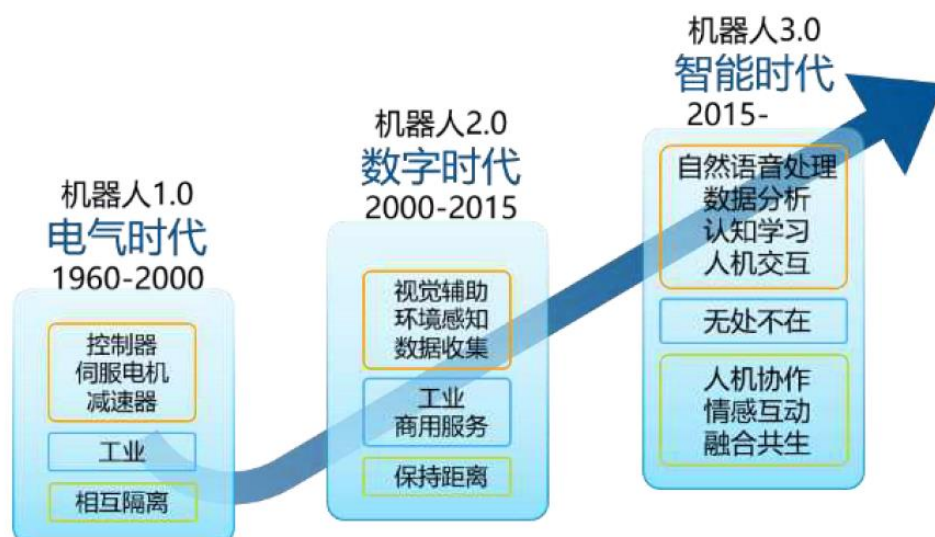 机器人1.0
电气时代
1960-2000
控制器
伺服电机
减速器
工业
相互隔离
机器人2.0
数字时代
2000-2015
视觉辅助
环境感知
数据收集
工业
商用服务
保持距离
机器人3.0
智能时代
2015-
自然语音处理
数据分析
认知学习
人机交互
无处不在
人机协作
情感互动
融合共生